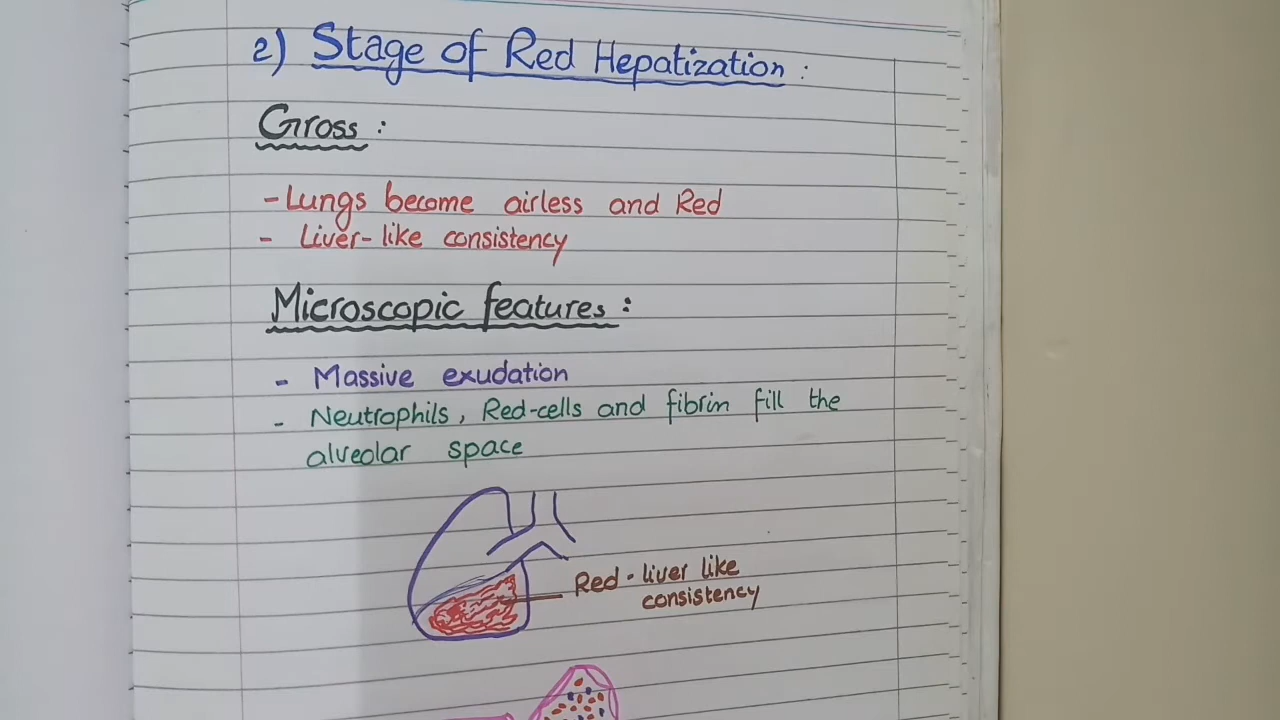 2) Stage of Red Hepatization :
Gross :
- Lungs become airless and Red
- Liver-like consistency
Microscopic features :
- Massive exudation
- Neutrophils, Red-cells and fibrin fill the
alveolar space
Red - liver like
consistency